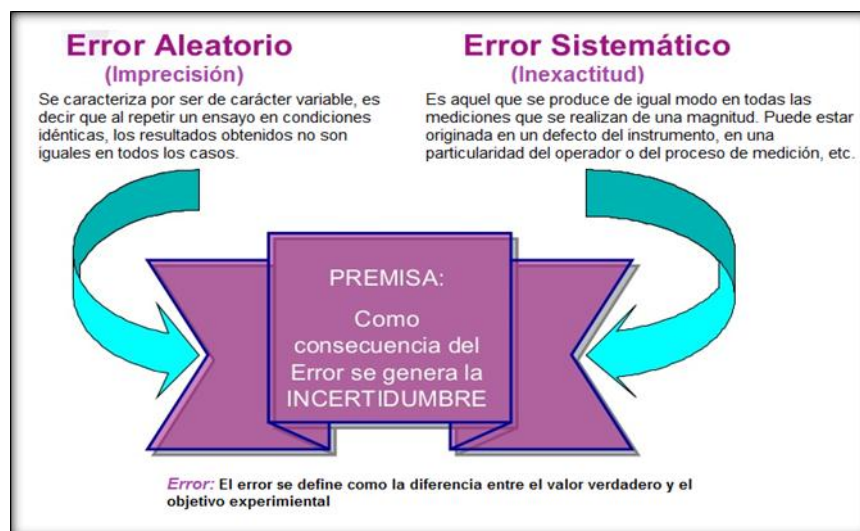 Error Aleatorio
(Imprecisión)
Se caracteriza por ser de carácter variable, es
decir que al repetir un ensayo en condiciones
idénticas, los resultados obtenidos no son
iguales en todos los casos.
Error Sistemático
(Inexactitud)
Es aquel que se produce de igual modo en todas las
mediciones que se realizan de una magnitud. Puede estar
originada en un defecto del instrumento, en una
particularidad del operador o del proceso de medición, etc.
PREMISA:
Como
consecuencia del
Error se genera la
INCERTIDUMBRE
Error: El error se define como la diferencia entre el valor verdadero y el
objetivo experimiental